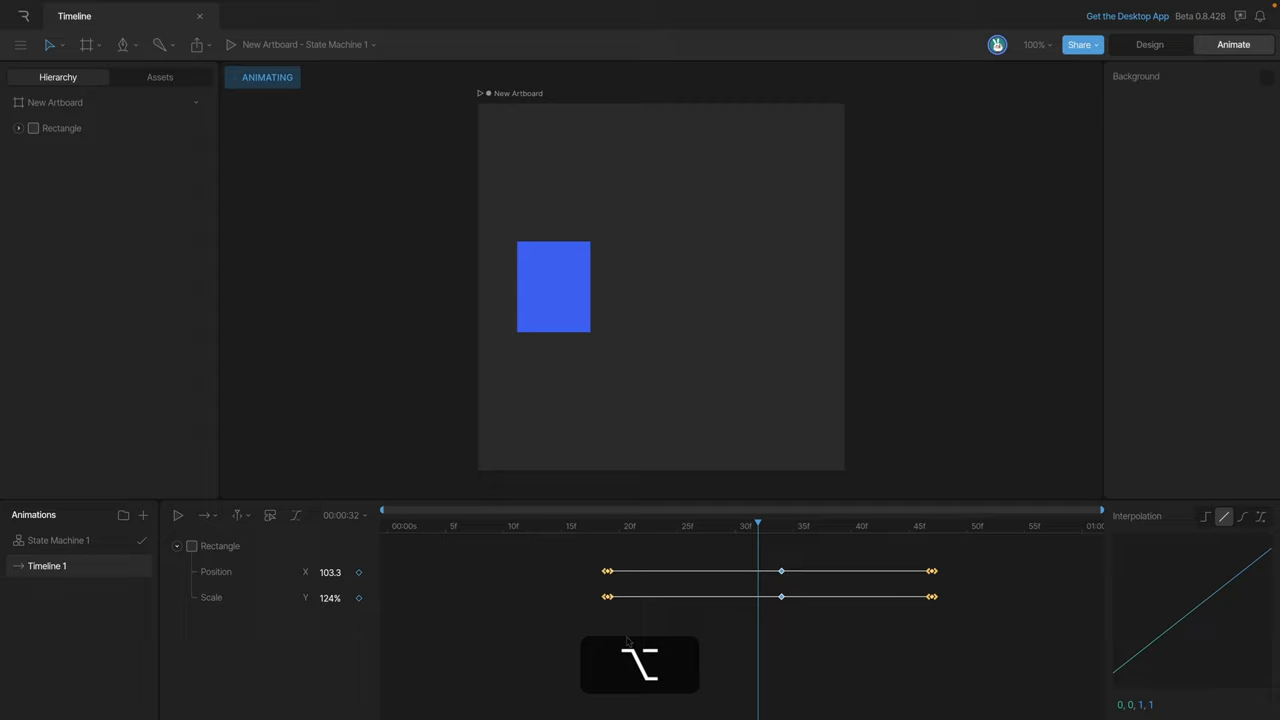 Timeline
Get the Desktop App Beta 0.8.428
New Artboard - State Machine 1
100% Share Design Animate
Hierarchy Assets
ANIMATING
Background
New Artboard
New Artboard
Rectangle
Animations
00:00:32
Interpolation
00:00s 5f 10f 15f 20f 25f 30f 35f 40f 45f 50f 55f 01:00
State Machine 1
Rectangle
Timeline 1
Position X 103.3
Scale Y 124%
⌥
0, 0, 1, 1